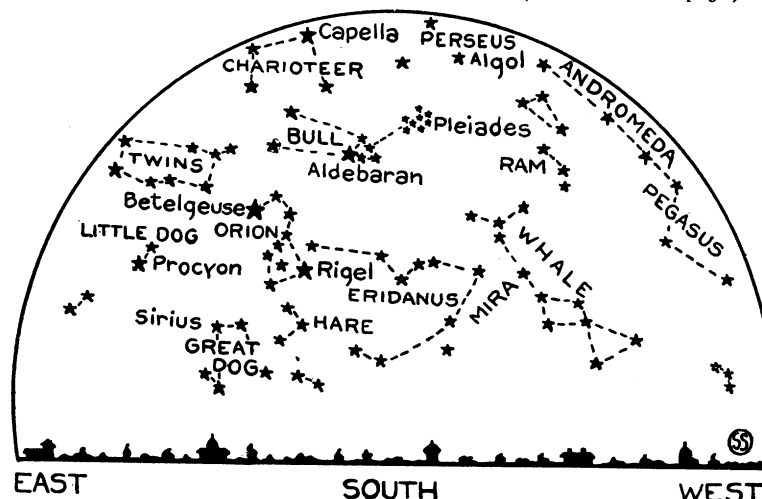 Capella
PERSEUS
Algol
CHARIOTEER
ANDROMEDA
BULL
Pleiades
TWINS
Aldebaran
RAM
PEGASUS
Betelgeuse
LITTLE DOG
ORION
WHALE
Procyon
Rigel
ERIDANUS
MIRA
Sirius
HARE
GREAT
DOG
SS
EAST
SOUTH
WEST